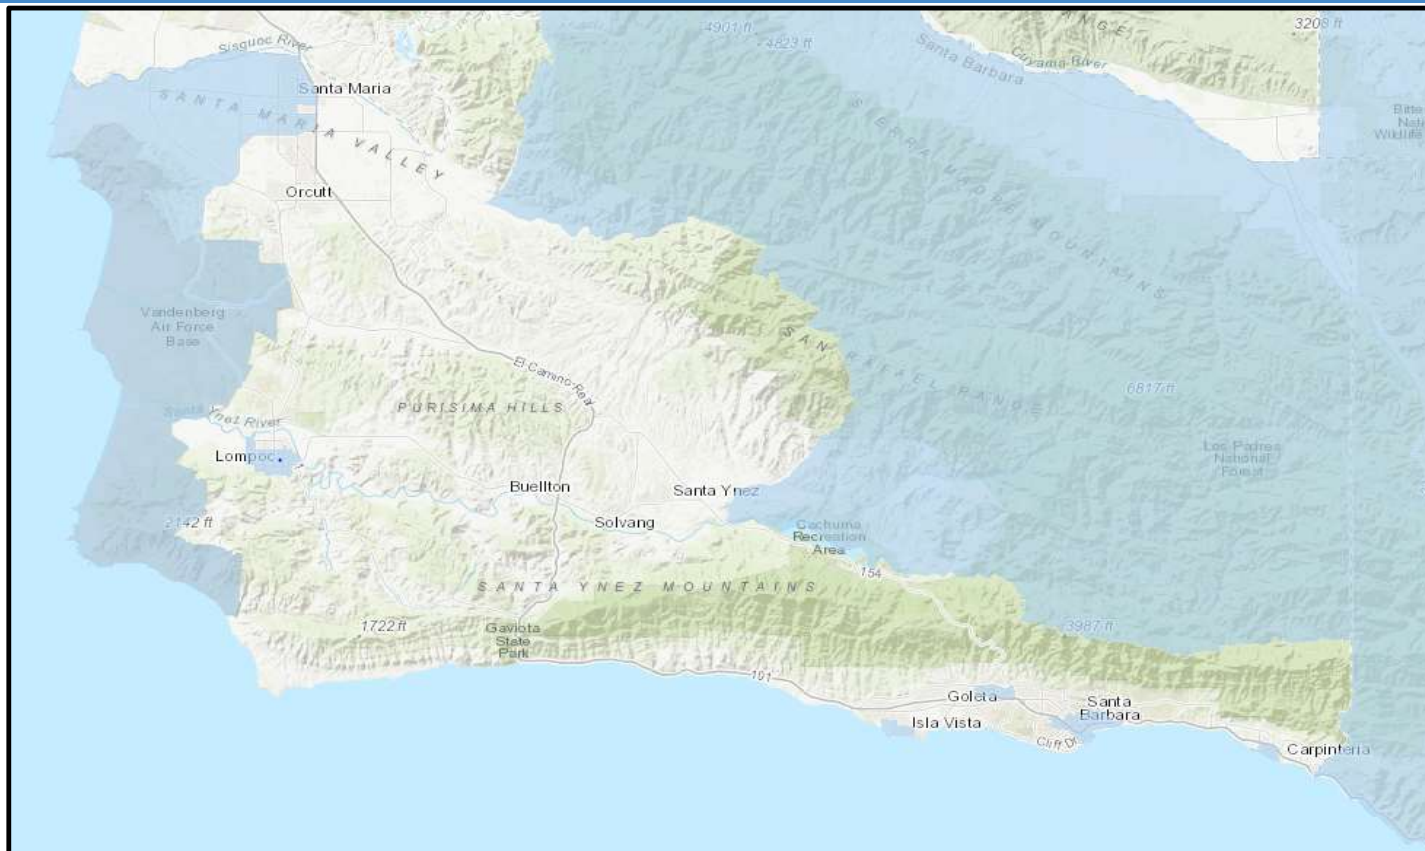 4901 ft
4823 ft
RANGE
3208 ft
Sisquoc River
Santa Barbara
Cuyama River
Santa Maria
SANTA MARIA VALLEY
SIERRA MADRE MOUNTAINS
Orcutt
Vandenberg
Air Force
Base
SAN RAFAEL RANGE
El Camino Real
6817 ft
PURISIMA HILLS
Santa Ynez River
Los Padres
National
Forest
Lompoc
1
Buellton
Santa Ynez
2142 ft
Solvang
Cachuma
Recreation
Area
154
SANTA YNEZ MOUNTAINS
1722 ft
Gaviota
State
Park
3987 ft
101
Goleta
Santa
Barbara
Isla Vista
Cliff Dr
Carpinteria